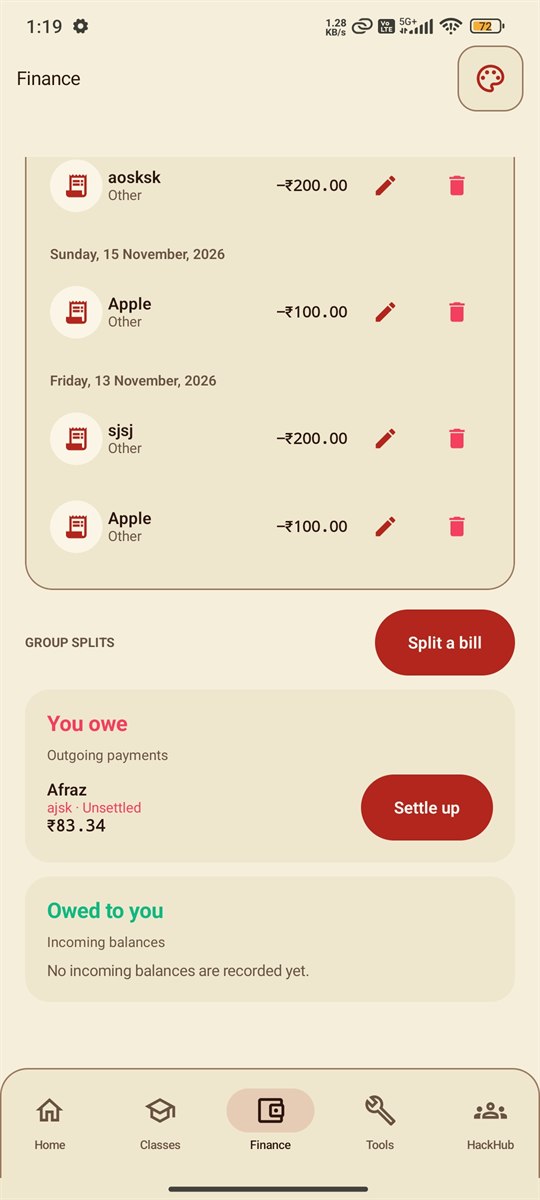 1:19
1.28
KB/s
Vo
LTE
5G+
72
Finance
aosksk
Other
−₹200.00
Sunday, 15 November, 2026
Apple
Other
−₹100.00
Friday, 13 November, 2026
sjsj
Other
−₹200.00
Apple
Other
−₹100.00
GROUP SPLITS
Split a bill
You owe
Outgoing payments
Afraz
ajsk · Unsettled
₹83.34
Settle up
Owed to you
Incoming balances
No incoming balances are recorded yet.
Home
Classes
Finance
Tools
HackHub